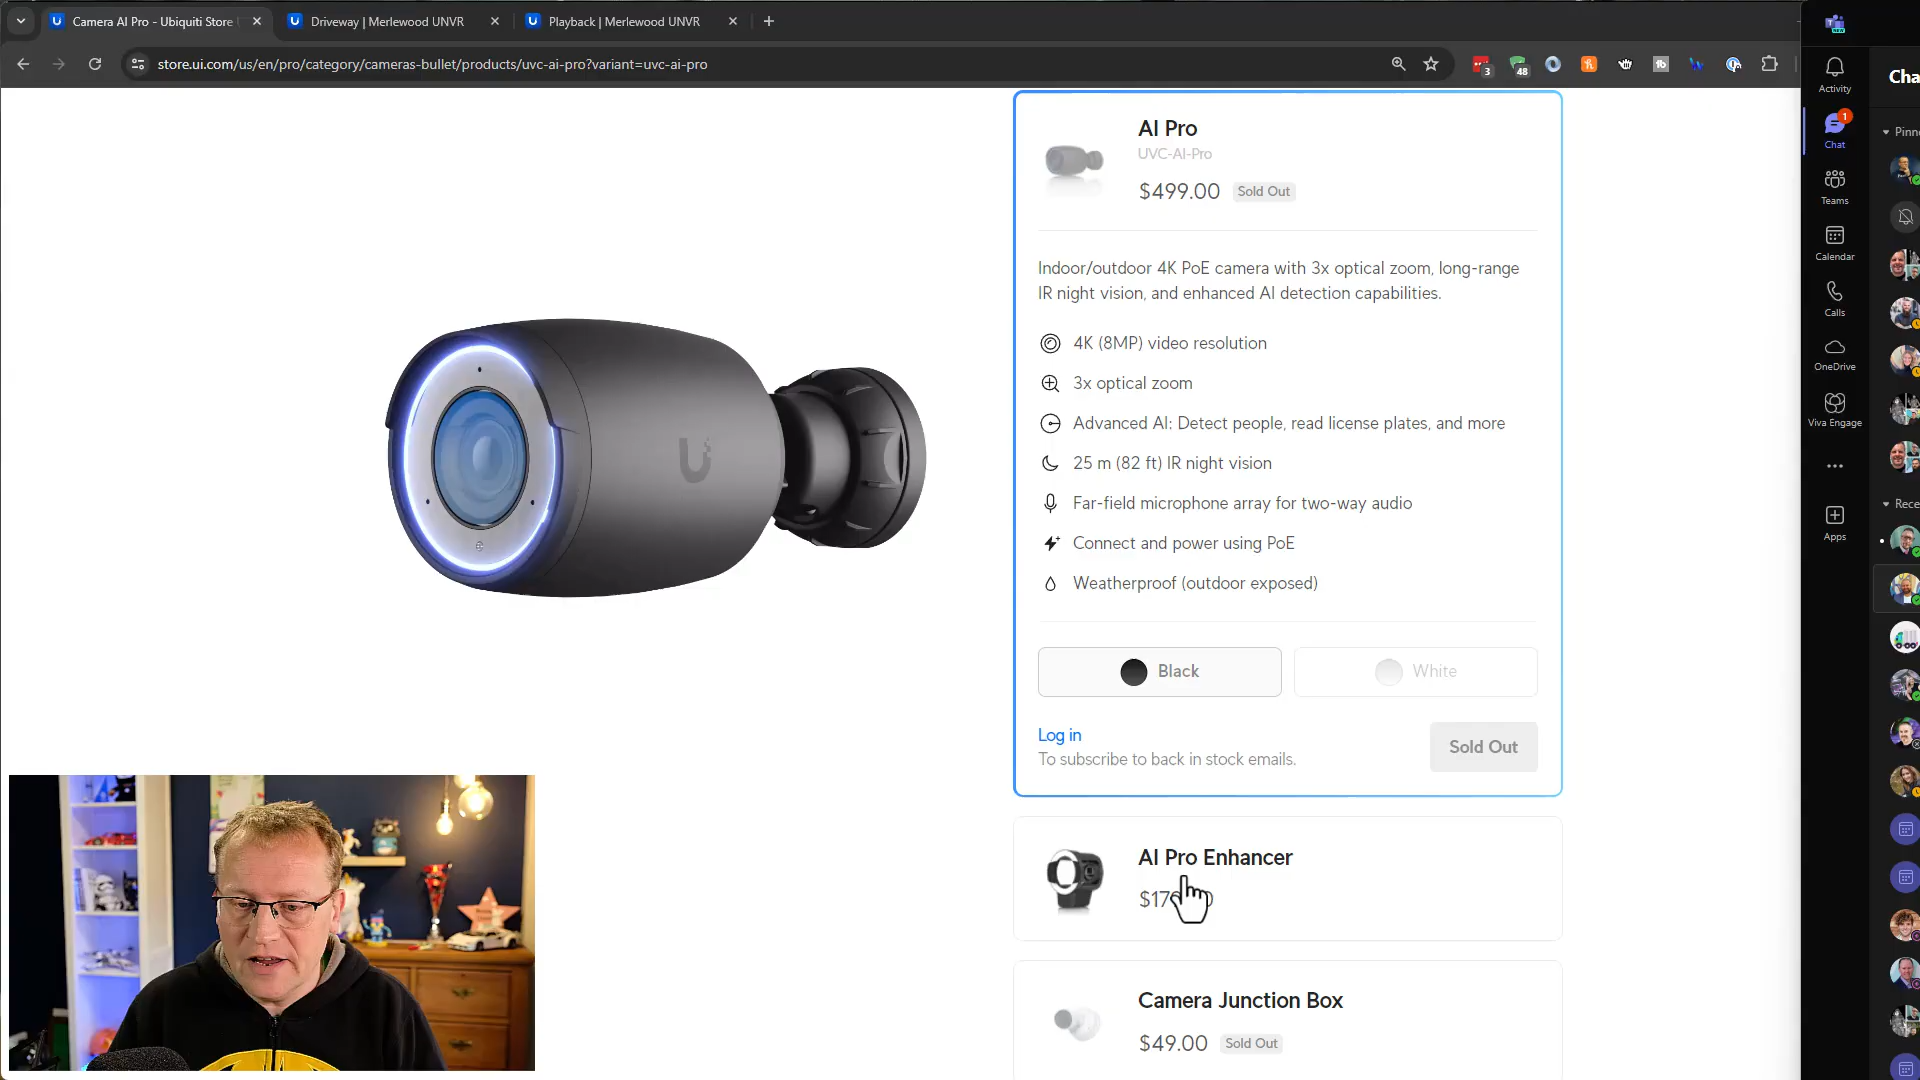 Camera AI Pro - Ubiquiti Store
Driveway | Merlewood UNVR
Playback | Merlewood UNVR
store.ui.com/us/en/pro/category/cameras-bullet/products/uvc-ai-pro?variant=uvc-ai-pro
3
48
AI Pro
UVC-AI-Pro
$499.00
Sold Out
Indoor/outdoor 4K PoE camera with 3x optical zoom, long-range
IR night vision, and enhanced AI detection capabilities.
4K (8MP) video resolution
3x optical zoom
Advanced AI: Detect people, read license plates, and more
25 m (82 ft) IR night vision
Far-field microphone array for two-way audio
Connect and power using PoE
Weatherproof (outdoor exposed)
Black
White
Log in
To subscribe to back in stock emails.
Sold Out
AI Pro Enhancer
Camera Junction Box
$49.00
Sold Out
Activity
1
Chat
Teams
Calendar
Calls
OneDrive
Viva Engage
Apps
Cha
Pinn
Rece